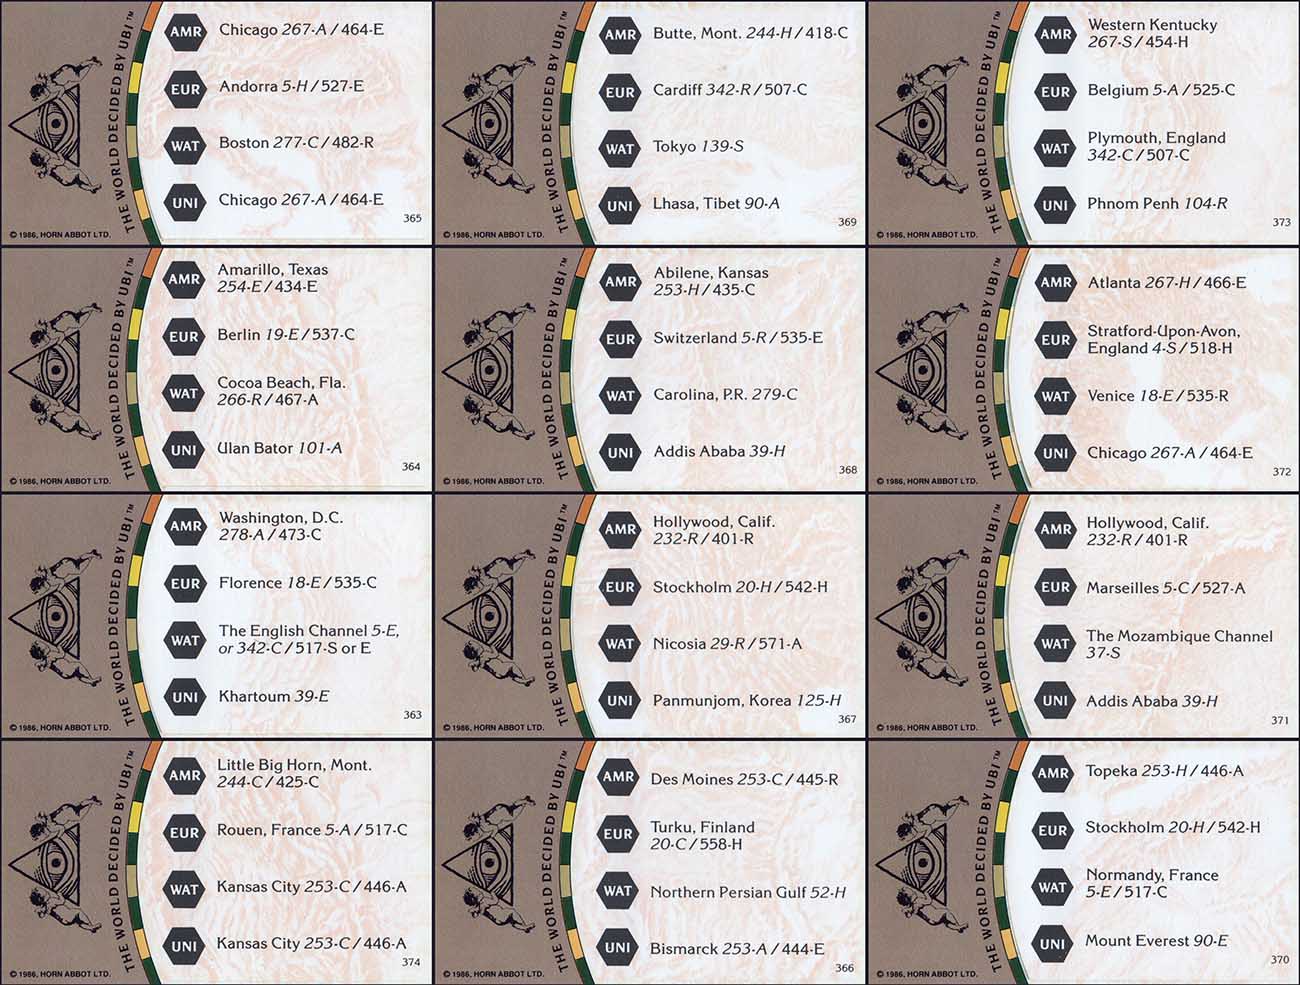 THE WORLD DECIDED BY UBI™
AMR Chicago 267-A / 464-E
EUR Andorra 5-H / 527-E
WAT Boston 277-C / 482-R
UNI Chicago 267-A / 464-E
365
© 1986, HORN ABBOT LTD.
THE WORLD DECIDED BY UBI™
AMR Butte, Mont. 244-H / 418-C
EUR Cardiff 342-R / 507-C
WAT Tokyo 139-S
UNI Lhasa, Tibet 90-A
369
© 1986, HORN ABBOT LTD.
THE WORLD DECIDED BY UBI™
AMR Western Kentucky
267-S / 454-H
EUR Belgium 5-A / 525-C
WAT Plymouth, England
342-C / 507-C
UNI Phnom Penh 104-R
373
© 1986, HORN ABBOT LTD.
THE WORLD DECIDED BY UBI™
AMR Amarillo, Texas
254-E / 434-E
EUR Berlin 19-E / 537-C
WAT Cocoa Beach, Fla.
266-R / 467-A
UNI Ulan Bator 101-A
364
© 1986, HORN ABBOT LTD.
THE WORLD DECIDED BY UBI™
AMR Abilene, Kansas
253-H / 435-C
EUR Switzerland 5-R / 535-E
WAT Carolina, P.R. 279-C
UNI Addis Ababa 39-H
368
© 1986, HORN ABBOT LTD.
THE WORLD DECIDED BY UBI™
AMR Atlanta 267-H / 466-E
EUR Stratford-Upon-Avon,
England 4-S / 518-H
WAT Venice 18-E / 535-R
UNI Chicago 267-A / 464-E
372
© 1986, HORN ABBOT LTD.
THE WORLD DECIDED BY UBI™
AMR Washington, D.C.
278-A / 473-C
EUR Florence 18-E / 535-C
WAT The English Channel 5-E,
or 342-C / 517-S or E
UNI Khartoum 39-E
363
© 1986, HORN ABBOT LTD.
THE WORLD DECIDED BY UBI™
AMR Hollywood, Calif.
232-R / 401-R
EUR Stockholm 20-H / 542-H
WAT Nicosia 29-R / 571-A
UNI Panmunjom, Korea 125-H
367
© 1986, HORN ABBOT LTD.
THE WORLD DECIDED BY UBI™
AMR Hollywood, Calif.
232-R / 401-R
EUR Marseilles 5-C / 527-A
WAT The Mozambique Channel
37-S
UNI Addis Ababa 39-H
371
© 1986, HORN ABBOT LTD.
THE WORLD DECIDED BY UBI™
AMR Little Big Horn, Mont.
244-C / 425-C
EUR Rouen, France 5-A / 517-C
WAT Kansas City 253-C / 446-A
UNI Kansas City 253-C / 446-A
374
© 1986, HORN ABBOT LTD.
THE WORLD DECIDED BY UBI™
AMR Des Moines 253-C / 445-R
EUR Turku, Finland
20-C / 558-H
WAT Northern Persian Gulf 52-H
UNI Bismarck 253-A / 444-E
366
© 1986, HORN ABBOT LTD.
THE WORLD DECIDED BY UBI™
AMR Topeka 253-H / 446-A
EUR Stockholm 20-H / 542-H
WAT Normandy, France
5-E / 517-C
UNI Mount Everest 90-E
370
© 1986, HORN ABBOT LTD.